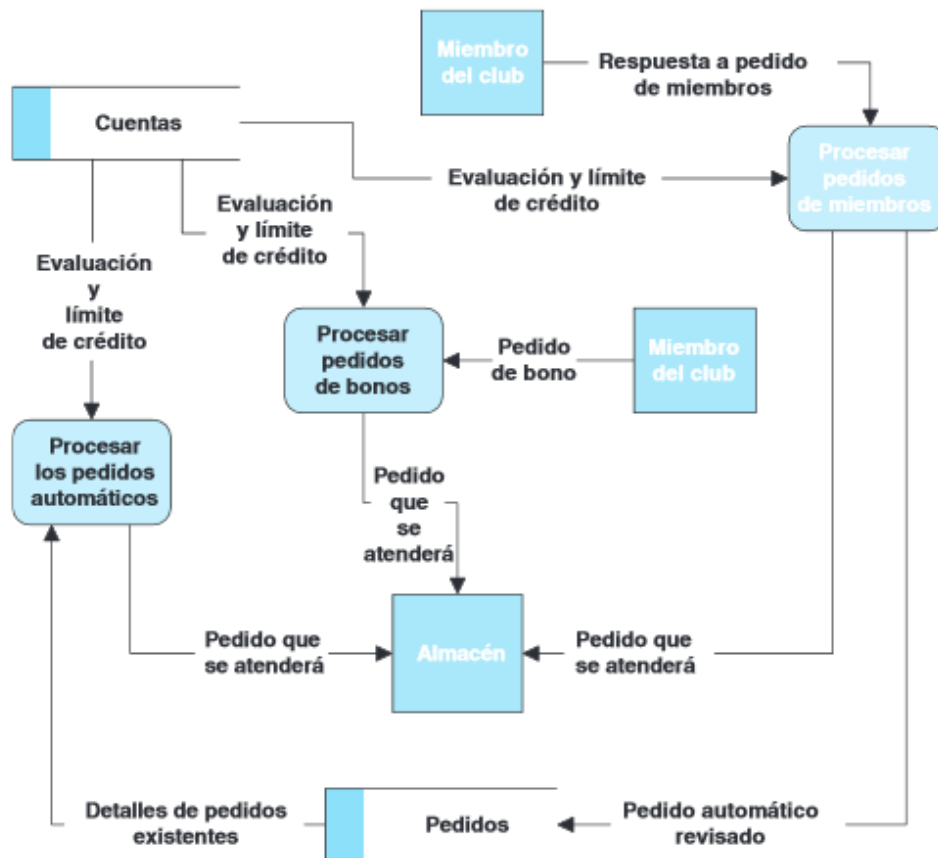 Miembro
del club
Respuesta a pedido
de miembros
Cuentas
Procesar
pedidos
de miembros
Evaluación y límite
de crédito
Evaluación
y límite
de crédito
Evaluación
y
límite
de crédito
Procesar
pedidos
de bonos
Pedido
de bono
Miembro
del club
Procesar
los pedidos
automáticos
Pedido
que
se
atenderá
Pedido que
se atenderá
Almacén
Pedido que
se atenderá
Detalles de pedidos
existentes
Pedidos
Pedido automático
revisado